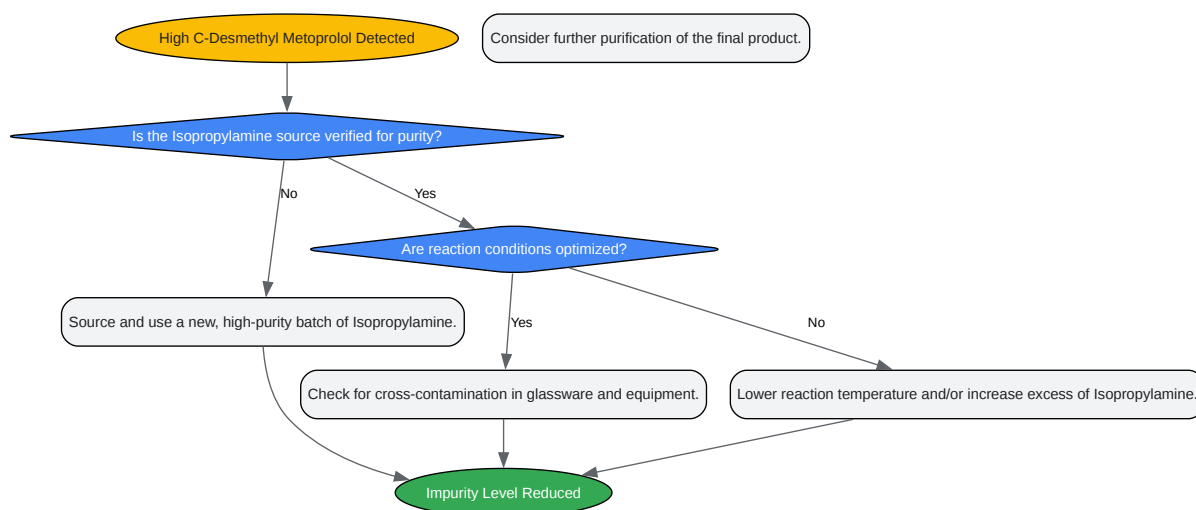 High C-Desmethyl Metoprolol Detected
Consider further purification of the final product.
Is the Isopropylamine source verified for purity?
No
Yes
Are reaction conditions optimized?
Source and use a new, high-purity batch of Isopropylamine.
Yes
No
Check for cross-contamination in glassware and equipment.
Lower reaction temperature and/or increase excess of Isopropylamine.
Impurity Level Reduced